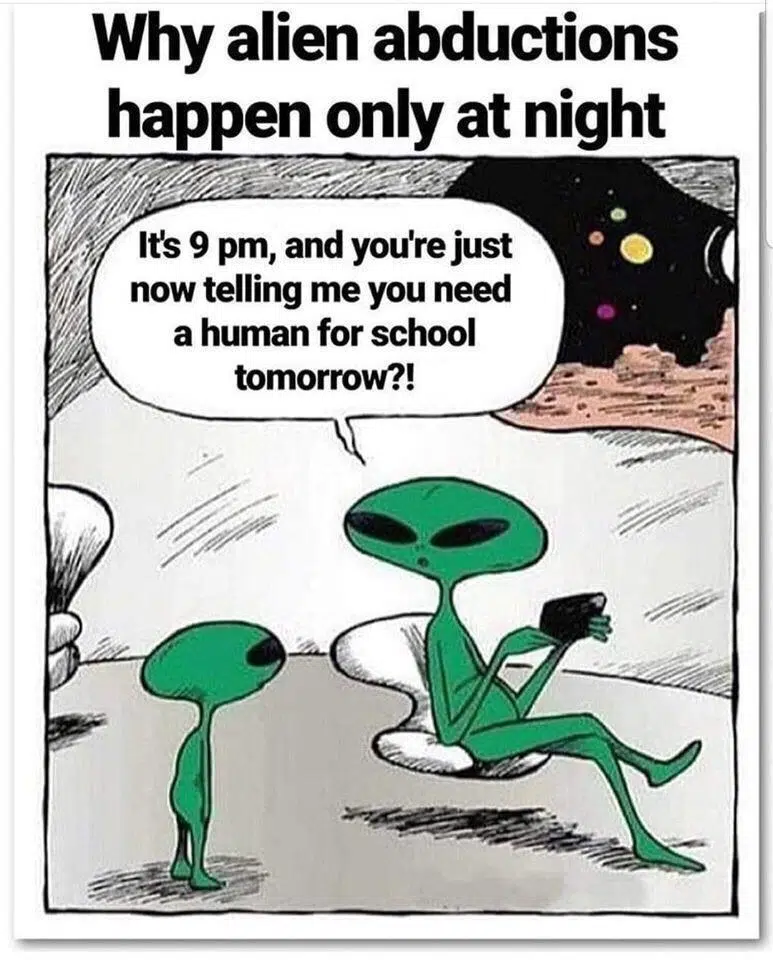 Why alien abductions
happen only at night
It's 9 pm, and you're just
now telling me you need
a human for school
tomorrow?!